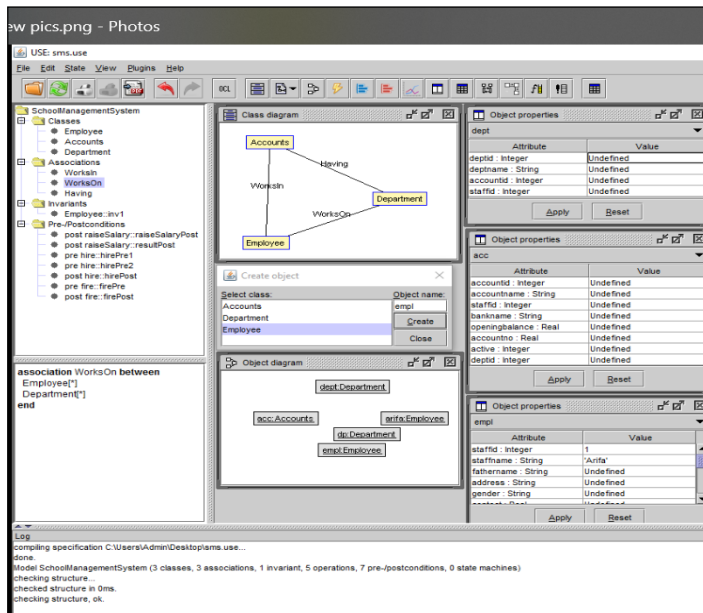 ew pics.png - Photos
USE: sms.use
File Edit State View Plugins Help
OCL
SchoolManagementSystem
Classes
Employee
Accounts
Department
Associations
WorksIn
WorksOn
Having
Invariants
Employee::inv1
Pre-/Postconditions
post raiseSalary::raiseSalaryPost
post raiseSalary::resultPost
pre hire::hirePre1
pre hire::hirePre2
post hire::hirePost
pre fire::firePre
post fire::firePost
association WorksOn between
Employee[*]
Department[*]
end
Class diagram
Accounts
Having
WorksIn
Department
WorksOn
Employee
Create object
Select class:
Object name:
Accounts
empl
Department
Create
Employee
Close
Object diagram
dept:Department
acc:Accounts
arifa:Employee
dp:Department
empl:Employee
Object properties
dept
Attribute Value
deptid : Integer Undefined
deptname : String Undefined
accountid : Integer Undefined
staffid : Integer Undefined
Apply Reset
Object properties
acc
Attribute Value
accountid : Integer Undefined
accountname : String Undefined
staffid : Integer Undefined
bankname : String Undefined
openingbalance : Real Undefined
accountno : Real Undefined
active : Integer Undefined
deptid : Integer Undefined
Apply Reset
Object properties
empl
Attribute Value
staffid : Integer 1
staffname : String 'Arifa'
fathername : String Undefined
address : String Undefined
gender : String Undefined
Apply Reset
Log
compiling specification C:\Users\Admin\Desktop\sms.use...
done.
Model SchoolManagementSystem (3 classes, 3 associations, 1 invariant, 5 operations, 7 pre-/postconditions, 0 state machines)
checking structure...
checked structure in 0ms.
checking structure, ok.